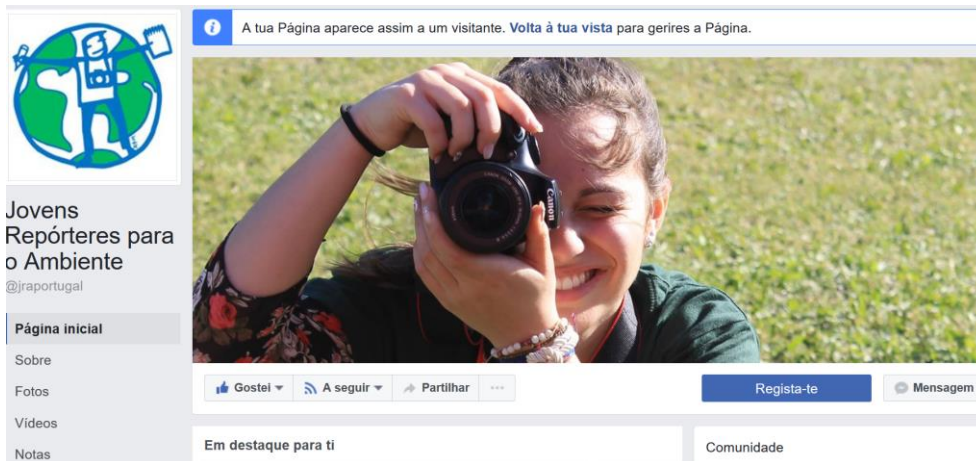 A tua Página aparece assim a um visitante. Volta à tua vista para gerires a Página.
Canon
Jovens
Repórteres para
o Ambiente
@jraportugal
Página inicial
Sobre
Fotos
Vídeos
Notas
Gostei
A seguir
Partilhar
Regista-te
Mensagem
Em destaque para ti
Comunidade